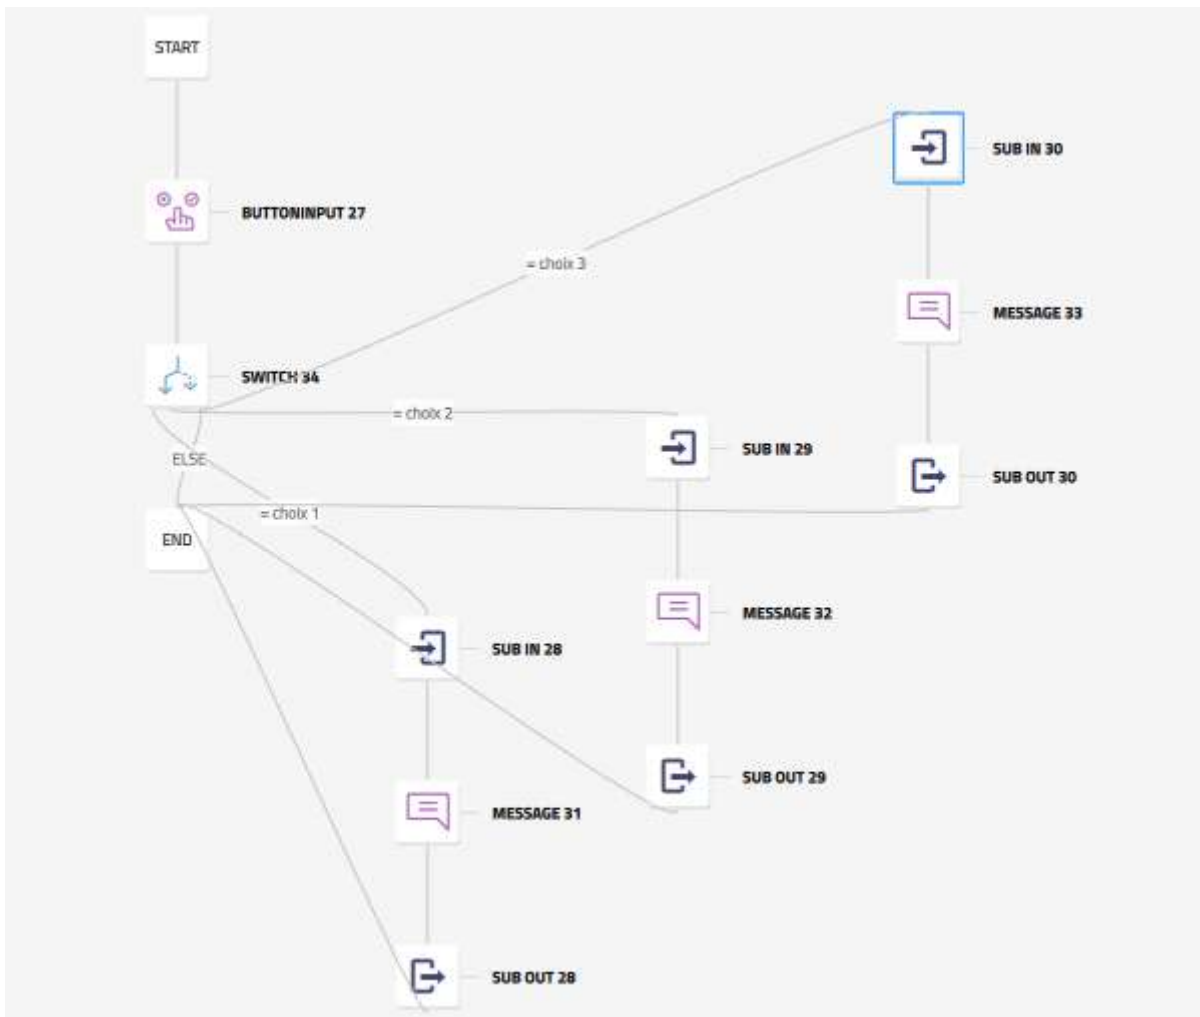 START
SUB IN 30
BUTTONINPUT 27
= choix 3
MESSAGE 33
SWITCH 34
= choix 2
SUB IN 29
ELSE
SUB OUT 30
= choix 1
END
MESSAGE 32
SUB IN 28
SUB OUT 29
MESSAGE 31
SUB OUT 28